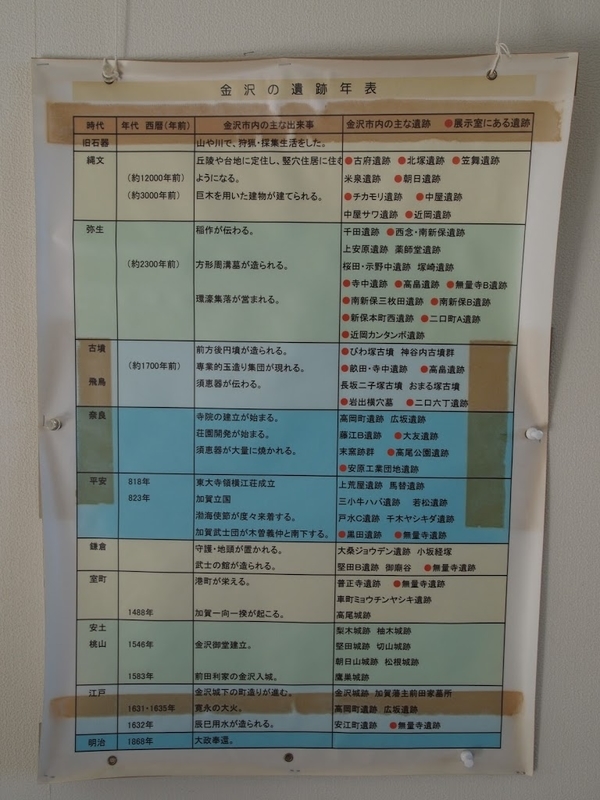 金沢の遺跡年表
時代 年代 西暦(年前) 金沢市内の主な出来事 金沢市内の主な遺跡 ●展示室にある遺跡
旧石器 山や川で、狩猟・採集生活をした。
縄文 丘陵や台地に定住し、竪穴住居に住む ●古府遺跡 ●北塚遺跡 ●笠舞遺跡
(約12000年前) ようになる。 米泉遺跡 ●朝日遺跡
(約3000年前) 巨木を用いた建物が建てられる。 ●チカモリ遺跡 ●中屋遺跡
中屋サワ遺跡 ●近岡遺跡
弥生 稲作が伝わる。 千田遺跡 ●西念・南新保遺跡
上安原遺跡 薬師堂遺跡
(約2300年前) 方形周溝墓が造られる。 桜田・示野中遺跡 塚崎遺跡
●寺中遺跡 ●高畠遺跡 ●無量寺B遺跡
環濠集落が営まれる。 ●南新保三枚田遺跡 ●南新保B遺跡
●新保本町西遺跡 ●二口町A遺跡
●近岡カンタンボ遺跡
古墳 前方後円墳が造られる。 ●びわ塚古墳 神谷内古墳群
(約1700年前) 専業的玉造り集団が現れる。 ●畝田・寺中遺跡 ●高畠遺跡
飛鳥 須恵器が伝わる。 長坂二子塚古墳 おまる塚古墳
●岩出横穴墓 ●二口六丁遺跡
奈良 寺院の建立が始まる。 高岡町遺跡 広坂遺跡
荘園開発が始まる。 藤江B遺跡 ●大友遺跡
須恵器が大量に焼かれる。 末窯跡群 ●高尾公園遺跡
●安原工業団地遺跡
平安 818年 東大寺領横江荘成立 上荒屋遺跡 馬替遺跡
823年 加賀立国 三小牛ハバ遺跡 若松遺跡
渤海使節が度々来着する。 戸水C遺跡 千木ヤシキダ遺跡
加賀武士団が木曽義仲と南下する。 ●黒田遺跡 ●無量寺遺跡
鎌倉 守護・地頭が置かれる。 大桑ジョウデン遺跡 小坂経塚
武士の館が造られる。 堅田B遺跡 御廟谷 ●無量寺遺跡
室町 港町が栄える。 普正寺遺跡 ●無量寺遺跡
車町ミョウチンヤシキ遺跡
1488年 加賀一向一揆が起こる。 高尾城跡
安土 梨木城跡 柚木城跡
桃山 1546年 金沢御堂建立。 堅田城跡 切山城跡
朝日山城跡 松根城跡
1583年 前田利家の金沢入城。 鷹巣城跡
江戸 金沢城下の町造りが進む。 金沢城跡 加賀藩主前田家墓所
1631・1635年 寛永の大火。 高岡町遺跡 広坂遺跡
1632年 辰巳用水が造られる。 安江町遺跡 ●無量寺遺跡
明治 1868年 大政奉還。